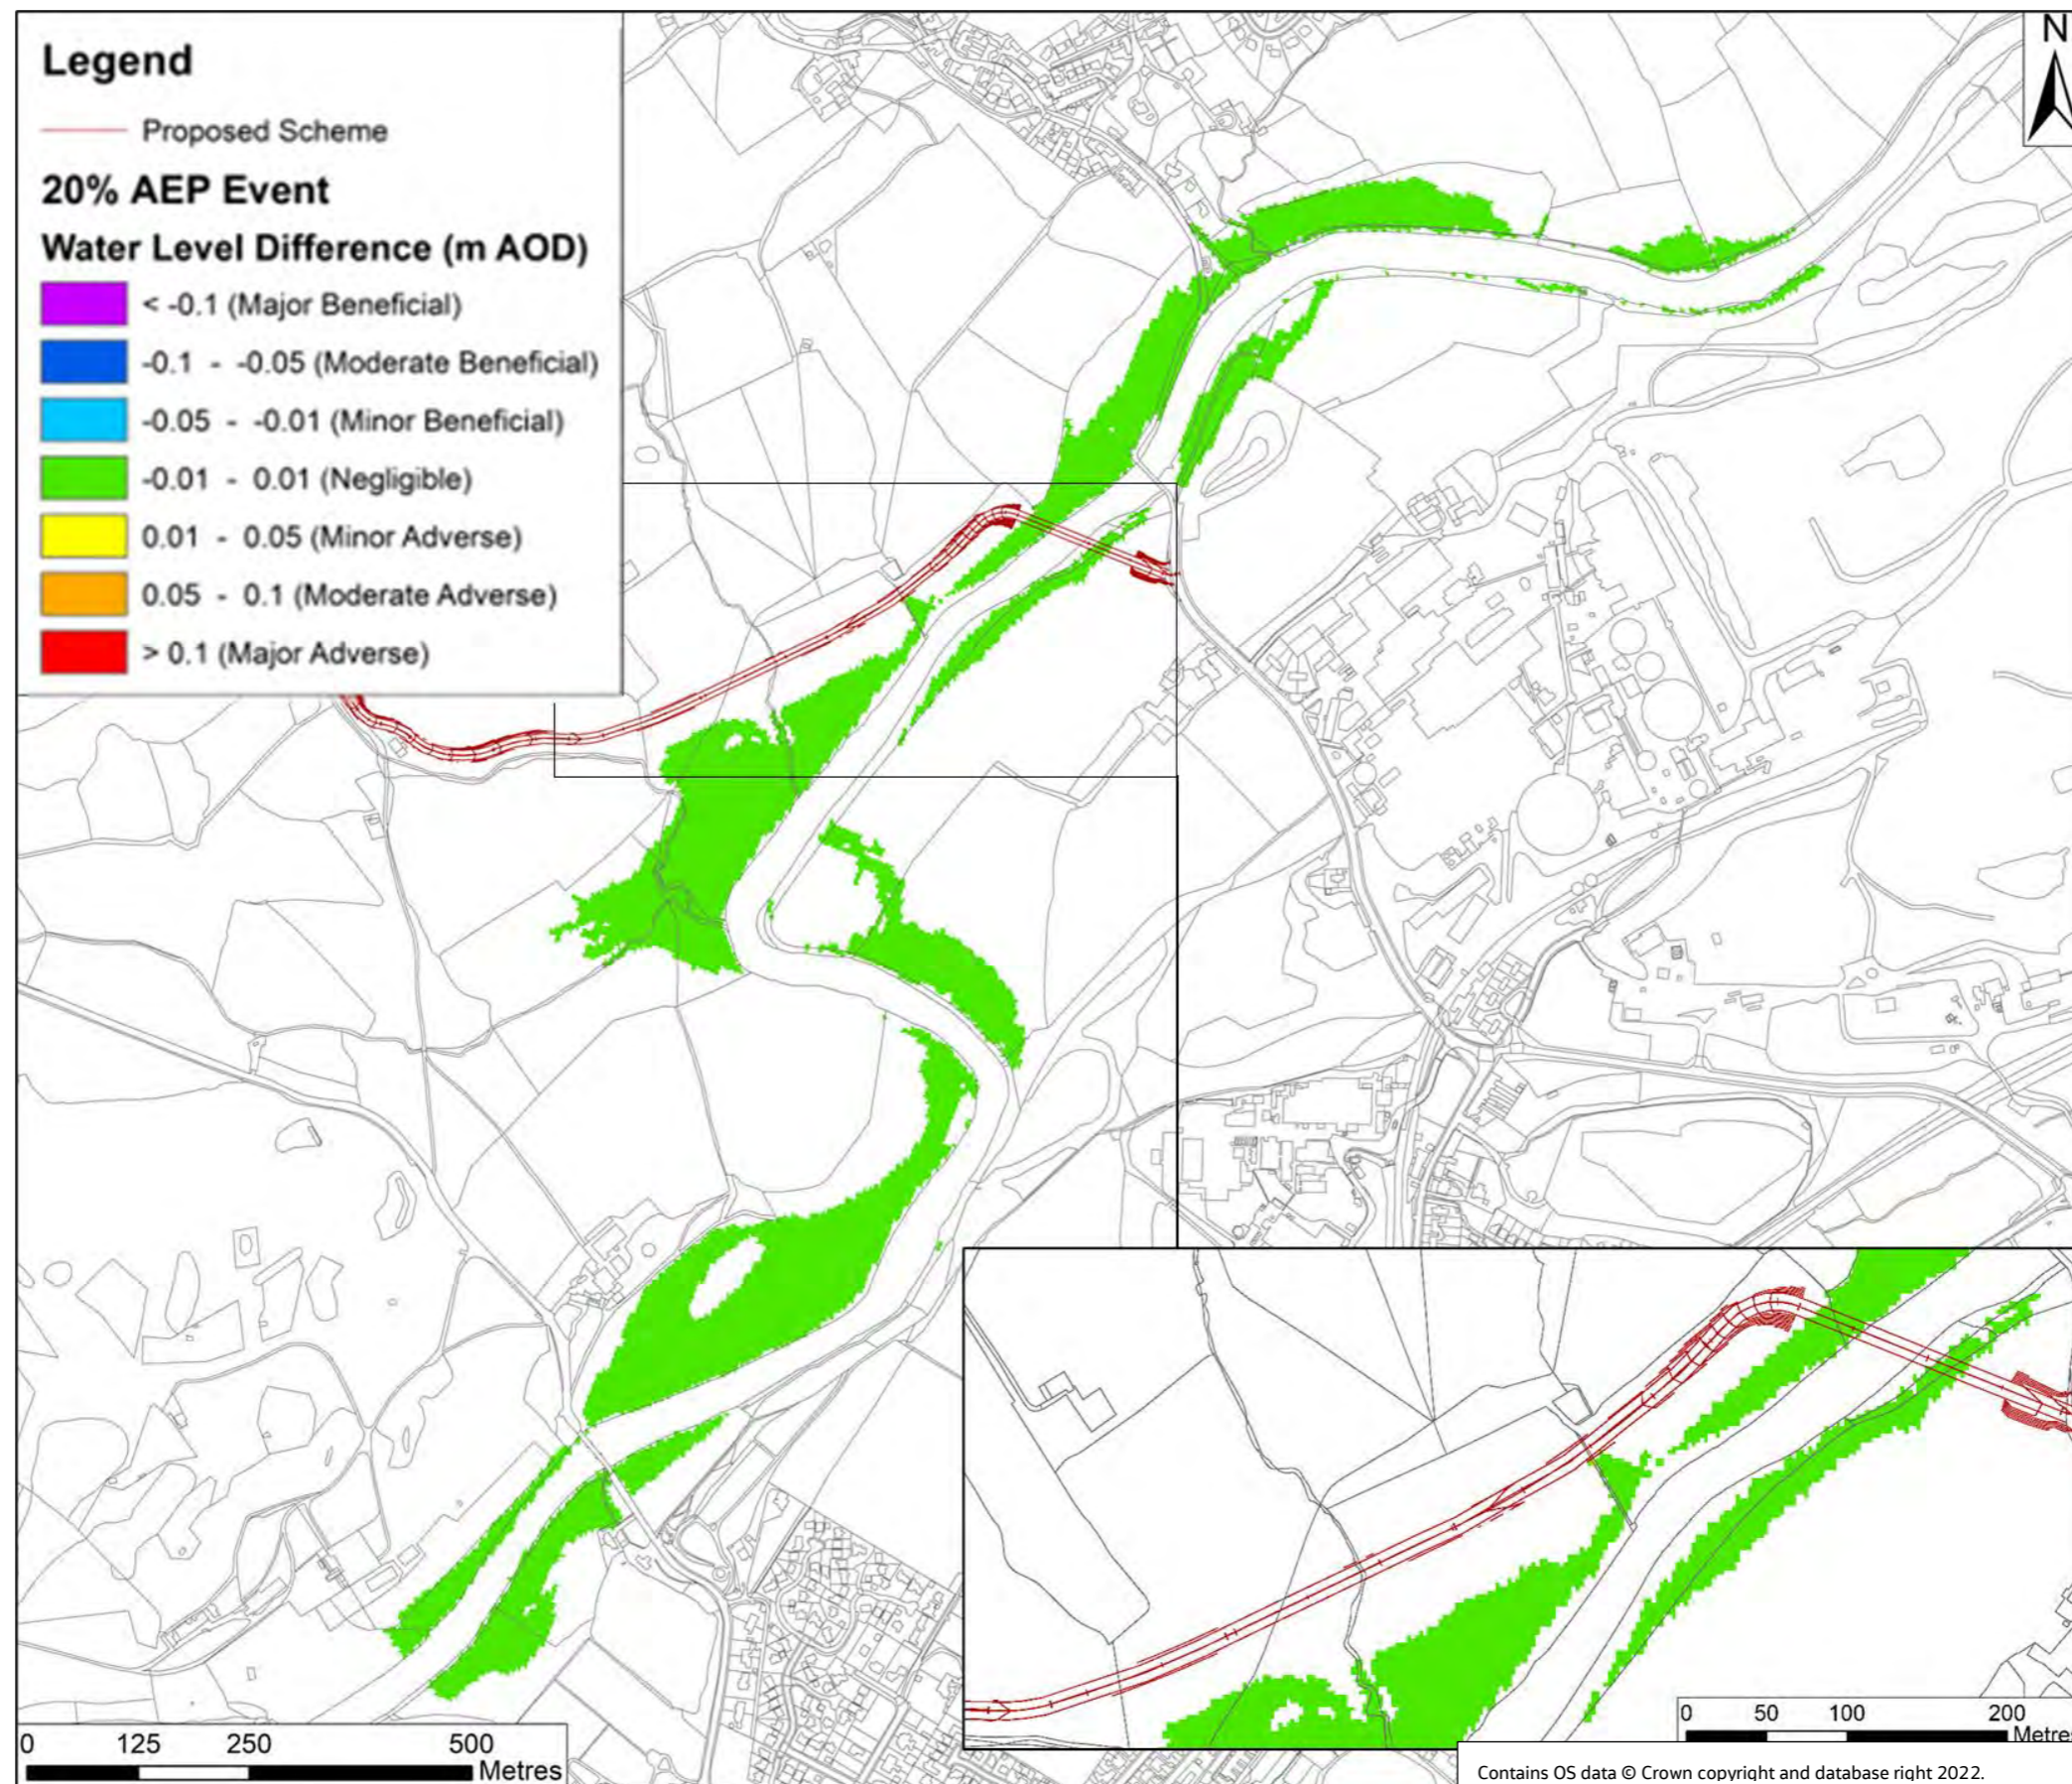 Legend
Proposed Scheme
20% AEP Event
Water Level Difference (m AOD)
< -0.1 (Major Beneficial)
-0.1 - -0.05 (Moderate Beneficial)
-0.05 - -0.01 (Minor Beneficial)
-0.01 - 0.01 (Negligible)
0.01 - 0.05 (Minor Adverse)
0.05 - 0.1 (Moderate Adverse)
> 0.1 (Major Adverse)
N
0 50 100 200
Metres
0 125 250 500
Metres
Contains OS data © Crown copyright and database right 2022.